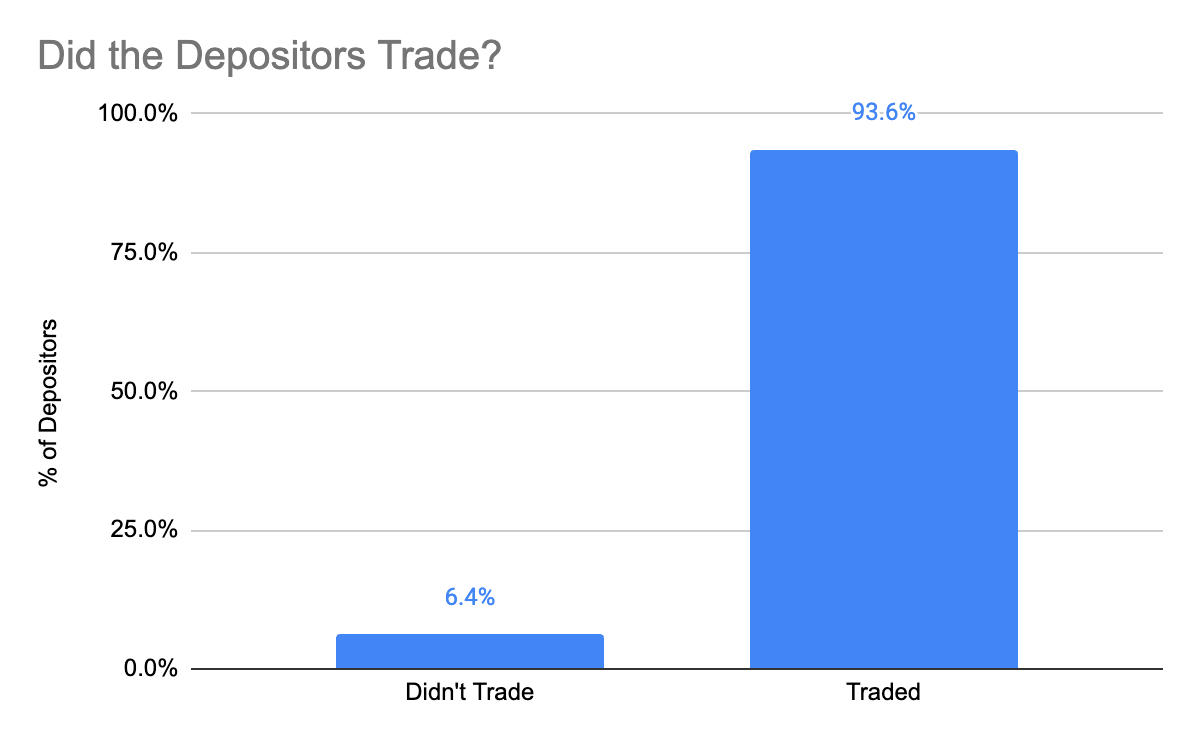 Did the Depositors Trade?
100.0%
93.6%
75.0%
% of Depositors
50.0%
25.0%
6.4%
0.0%
Didn't Trade
Traded